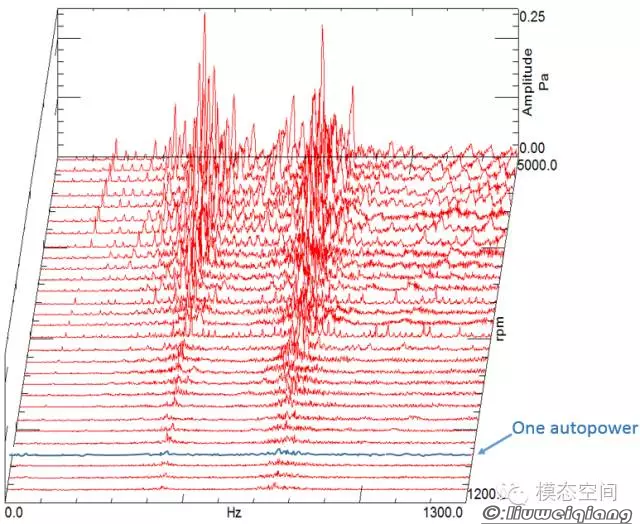 0.25
Amplitude
Pa
0.00
5000.0
rpm
One autopower
0.0
Hz
1300.0
1200.
模态空间
©:liuweiqiang